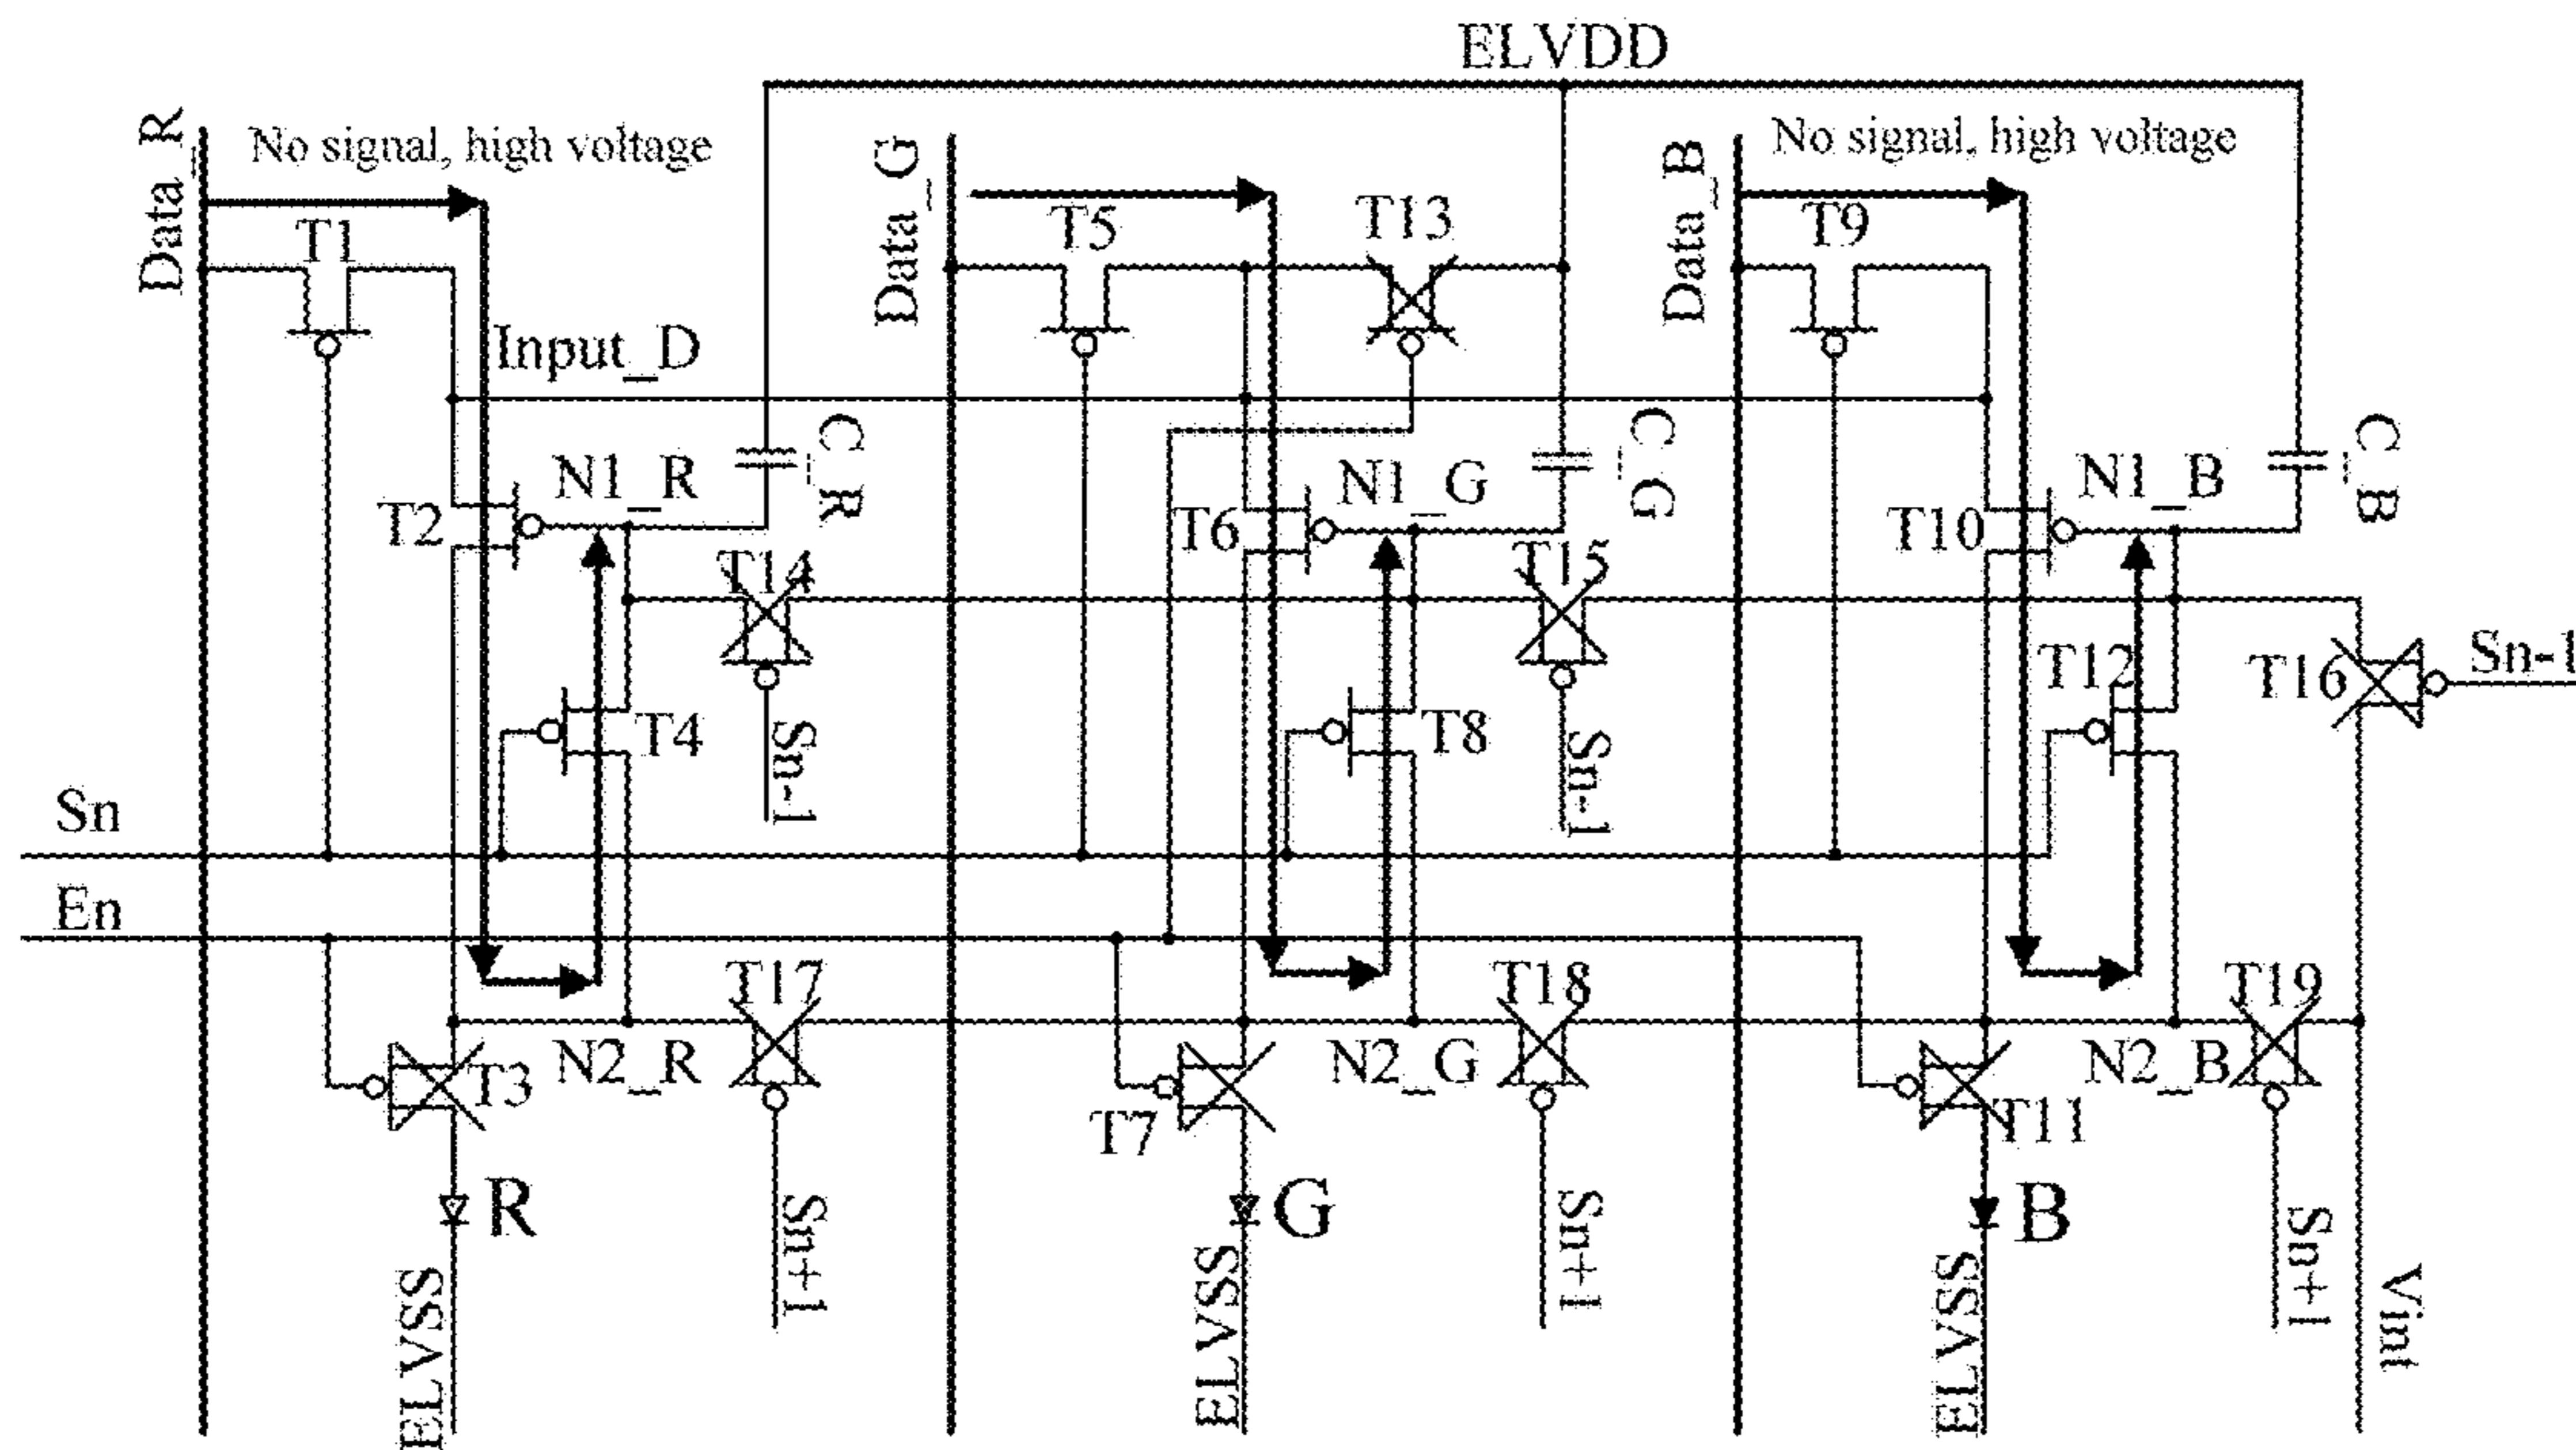 ELVDD
Data_R
No signal, high voltage
Data_G
Data_B
No signal, high voltage
T1
T5
T13
T9
Input_D
C_R
C_G
C_B
N1_R
N1_G
N1_B
T2
T6
T10
T14
T15
T12
T16
Sn-1
T4
T8
Sn-1
Sn-1
Sn
En
T17
T18
T19
N2_R
N2_G
N2_B
T3
T7
T11
R
G
B
Sn+1
Sn+1
Sn+1
ELVSS
ELVSS
ELVSS
Vint